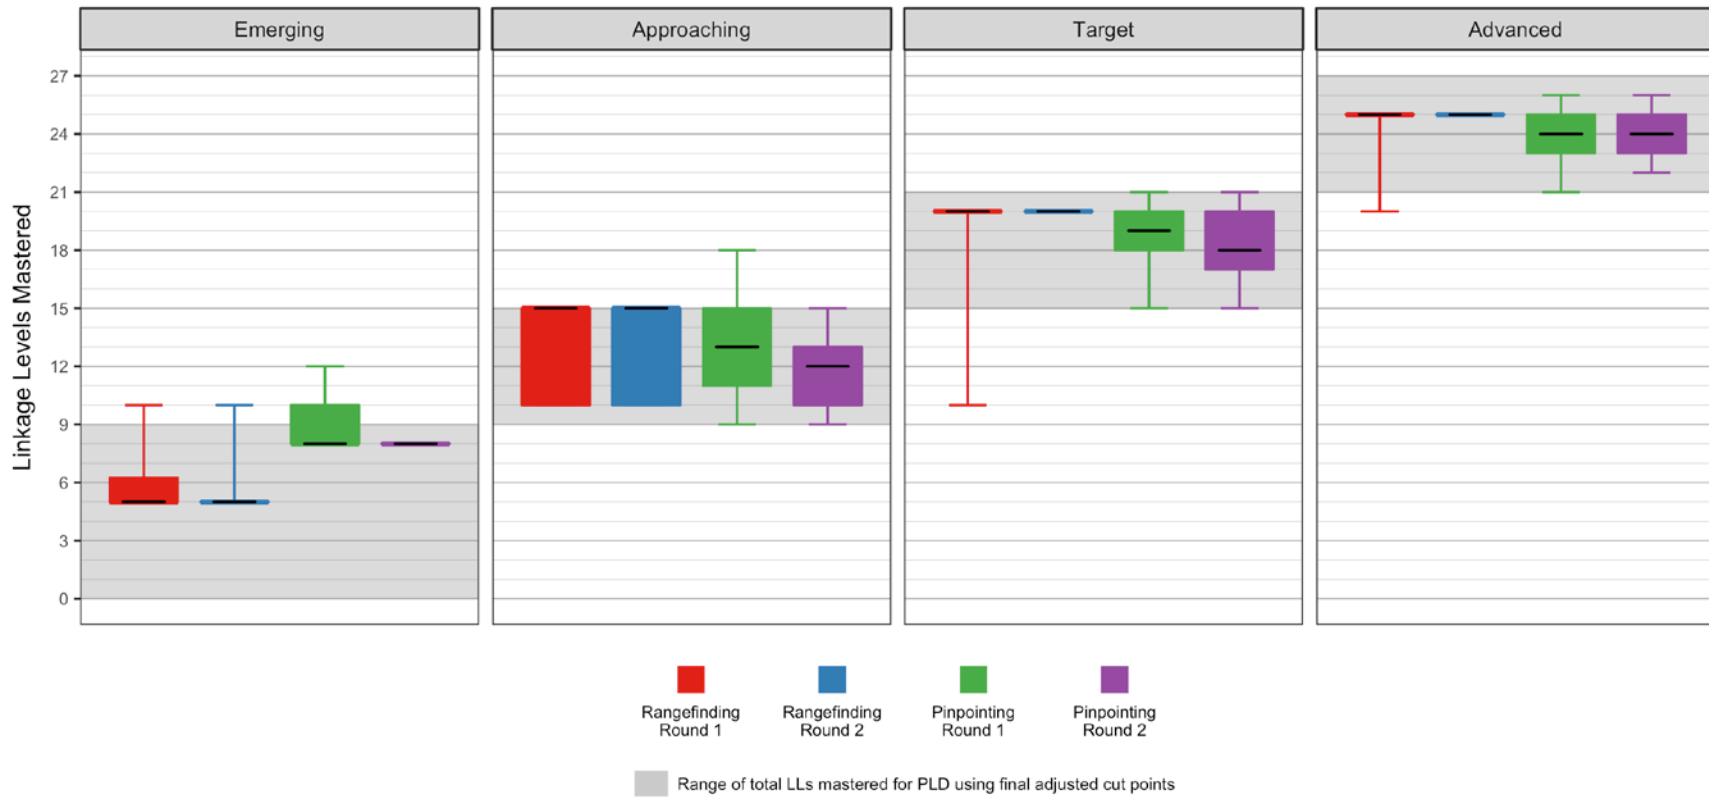 Emerging
Approaching
Target
Advanced
Linkage Levels Mastered
27
24
21
18
15
12
9
6
3
0
Rangefinding
Round 1
Rangefinding
Round 2
Pinpointing
Round 1
Pinpointing
Round 2
Range of total LLs mastered for PLD using final adjusted cut points